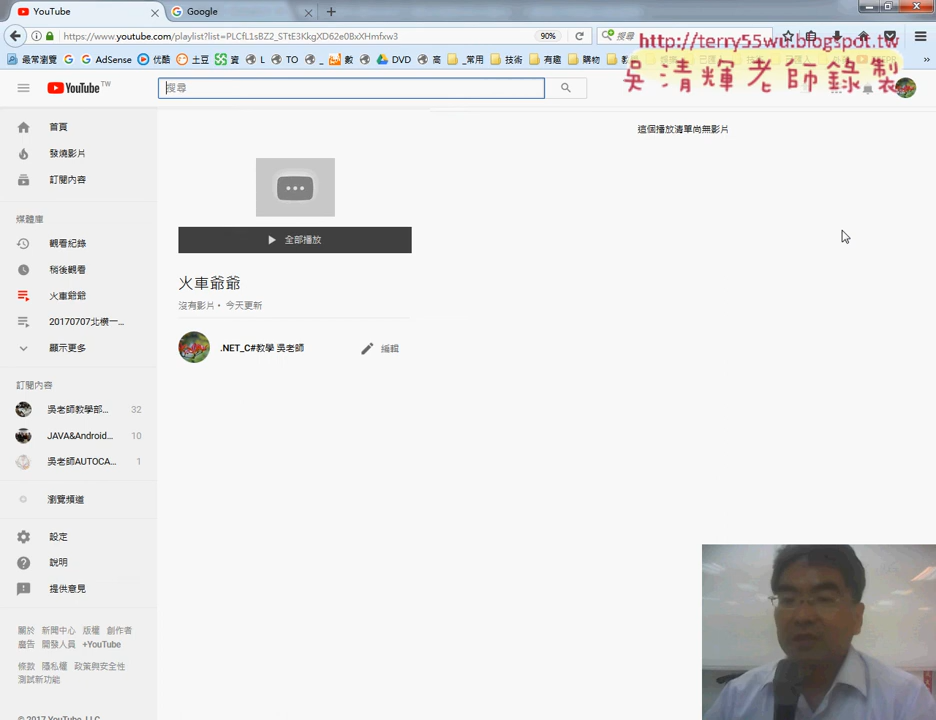 YouTube
Google
https://www.youtube.com/playlist?list=PLCfL1sBZ2_STtE3KkgXD62e0BxXHmfxw3
90%
搜尋
http://terry55wu.blogspot.tw
最常瀏覽
AdSense
優酷
土豆
資
L
TO
_
數
DVD
高
_常用
技術
有趣
購物
吳清輝老師錄製
YouTube TW
搜尋
首頁
發燒影片
訂閱內容
媒體庫
觀看紀錄
稍後觀看
火車爺爺
20170707北横一...
顯示更多
訂閱內容
吳老師教學部... 32
JAVA&Android... 10
吳老師AUTOCA... 1
瀏覽頻道
設定
說明
提供意見
關於 新聞中心 版權 創作者
廣告 開發人員 +YouTube
條款 隱私權 政策與安全性
測試新功能
© 2017 YouTube, LLC
全部播放
火車爺爺
沒有影片・ 今天更新
.NET_C#教學 吳老師
編輯
這個播放清單尚無影片